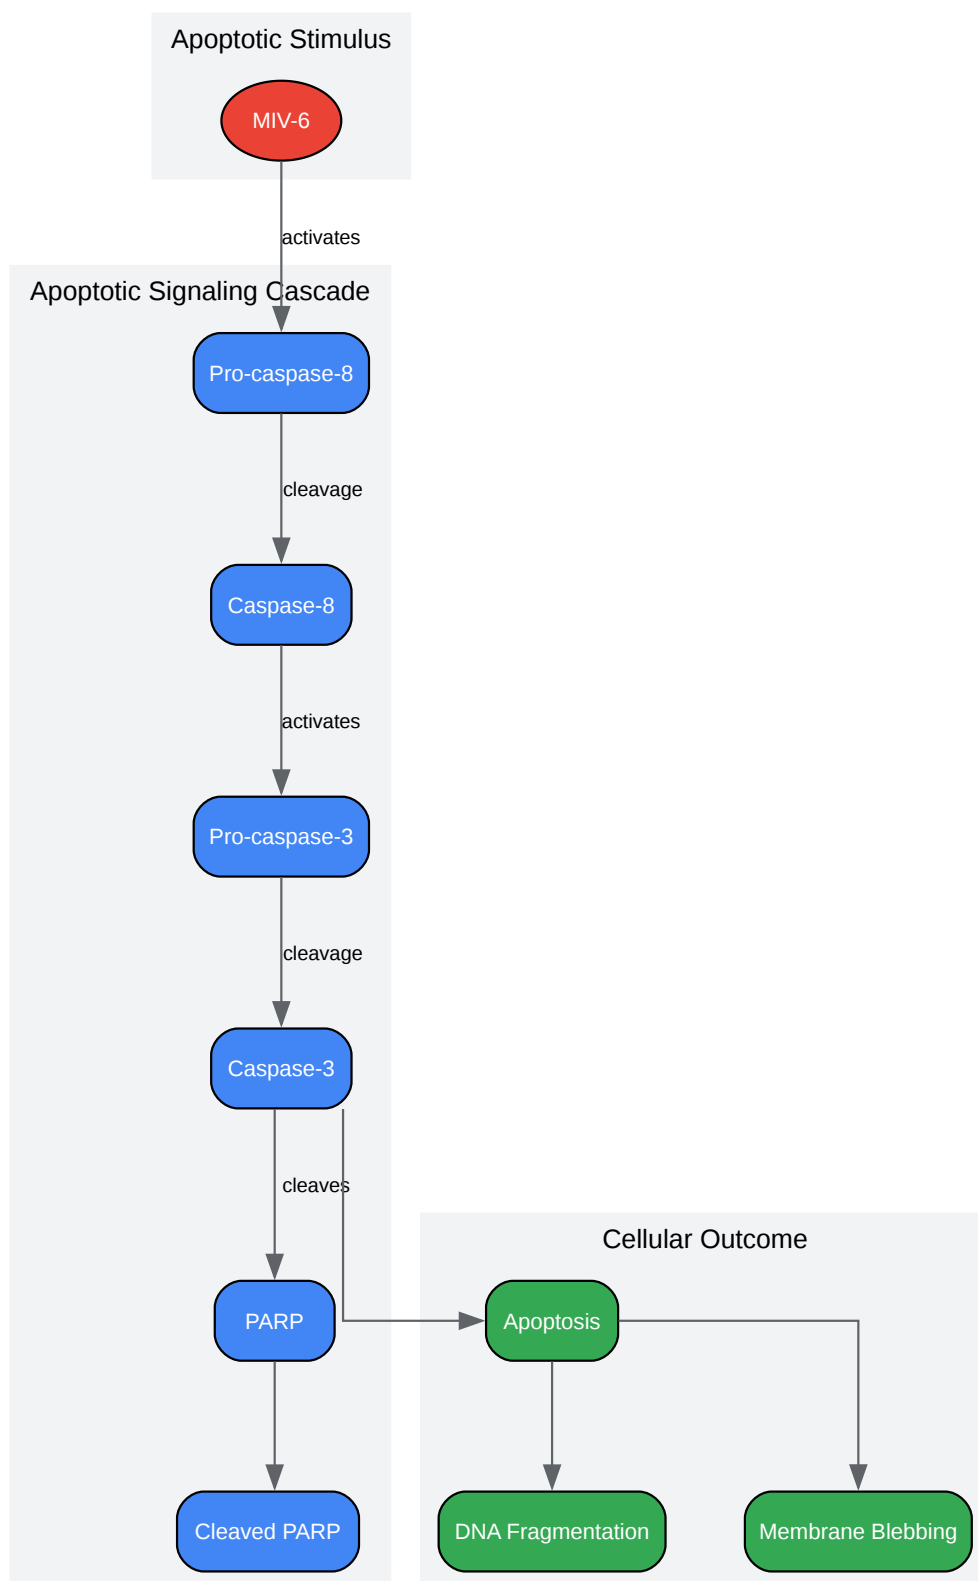 Apoptotic Stimulus
MIV-6
activates
Apoptotic Signaling Cascade
Pro-caspase-8
cleavage
Caspase-8
activates
Pro-caspase-3
cleavage
Caspase-3
cleaves
Cellular Outcome
PARP
Apoptosis
Cleaved PARP
DNA Fragmentation
Membrane Blebbing